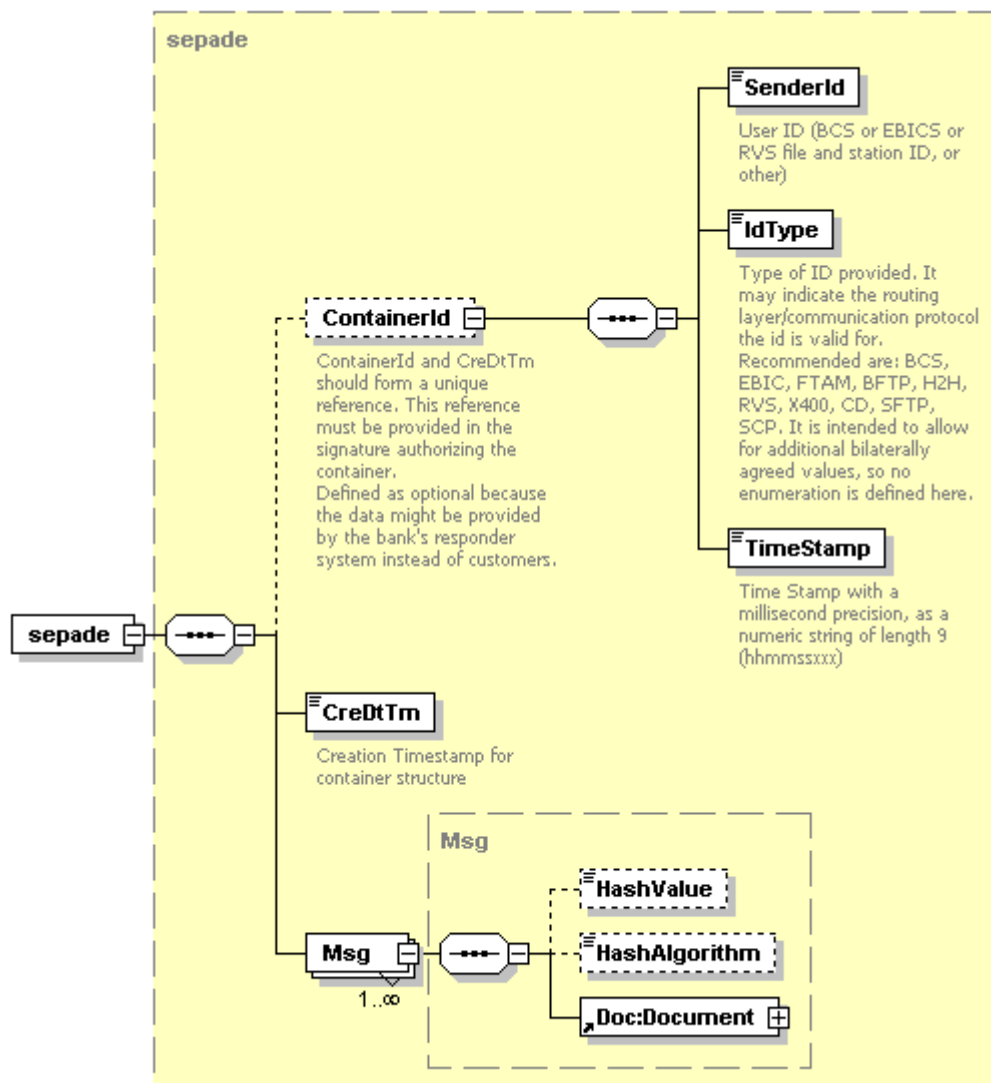 sepade
SenderId
User ID (BCS or EBICS or
RVS file and station ID, or
other)
IdType
Type of ID provided. It
may indicate the routing
layer/communication protocol
the id is valid for.
Recommended are: BCS,
EBIC, FTAM, BFTP, H2H,
RVS, X400, CD, SFTP,
SCP. It is intended to allow
for additional bilaterally
agreed values, so no
enumeration is defined here.
ContainerId
ContainerId and CreDtTm
should form a unique
reference. This reference
must be provided in the
signature authorizing the
container.
Defined as optional because
the data might be provided
by the bank's responder
system instead of customers.
TimeStamp
Time Stamp with a
millisecond precision, as a
numeric string of length 9
(hhmmssxxx)
sepade
CreDtTm
Creation Timestamp for
container structure
Msg
HashValue
HashAlgorithm
Msg
1..∞
Doc:Document